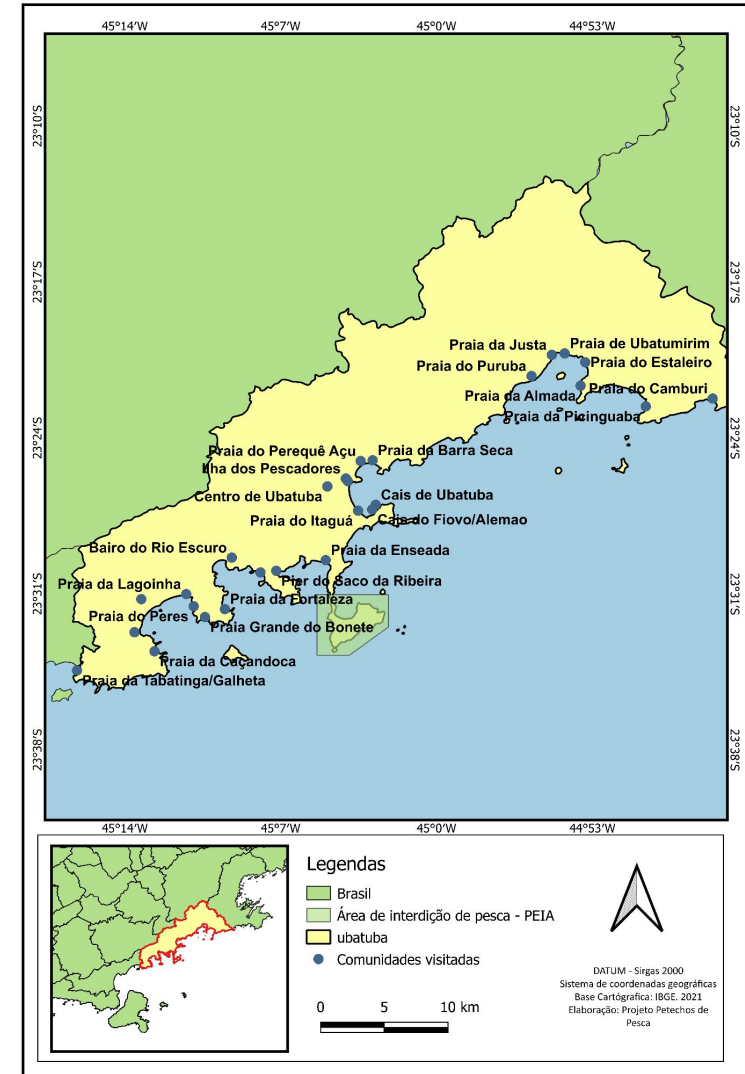 45°14'W 45°7'W 45°0'W 44°53'W
23°10'S 23°10'S
23°17'S 23°17'S
Praia da Justa Praia de Ubatumirim
Praia do Puruba Praia do Estaleiro
Praia da Almada Praia do Camburi
Praia da Picinguaba
23°24'S 23°24'S
Praia do Perequê Açu Praia da Barra Seca
Ilha dos Pescadores
Centro de Ubatuba Cais de Ubatuba
Praia do Itaguá Cais do Fiovo/Alemao
Bairo do Rio Escuro Praia da Enseada
Praia da Lagoinha Pier do Saco da Ribeira
23°31'S 23°31'S
Praia da Fortaleza
Praia do Peres
Praia Grande do Bonete
Praia da Caçandoca
Praia da Tabatinga/Galheta
23°38'S 23°38'S
45°14'W 45°7'W 45°0'W 44°53'W
Legendas
Brasil
Área de interdição de pesca - PEIA
ubatuba
Comunidades visitadas
0 5 10 km
DATUM - Sirgas 2000
Sistema de coordenadas geográficas
Base Cartógrafica: IBGE. 2021
Elaboração: Projeto Petechos de
Pesca